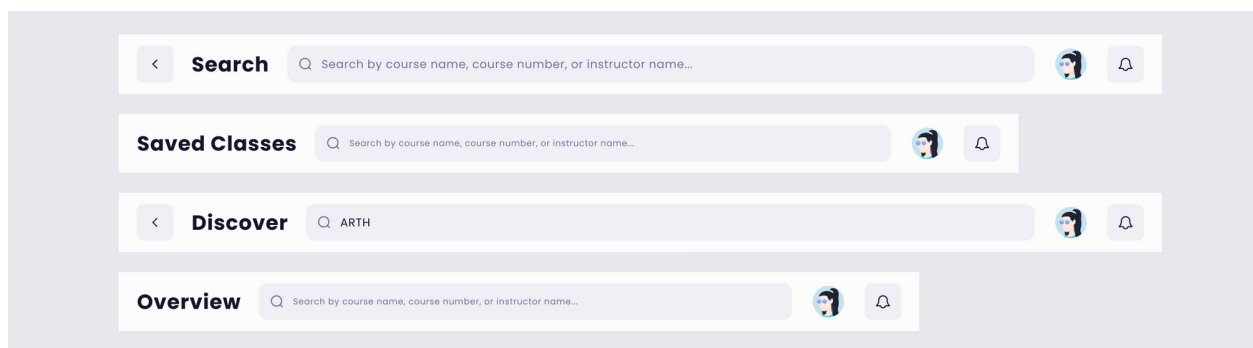 Search Search by course name, course number, or instructor name...
Saved Classes Search by course name, course number, or instructor name...
Discover ARTH
Overview Search by course name, course number, or instructor name...